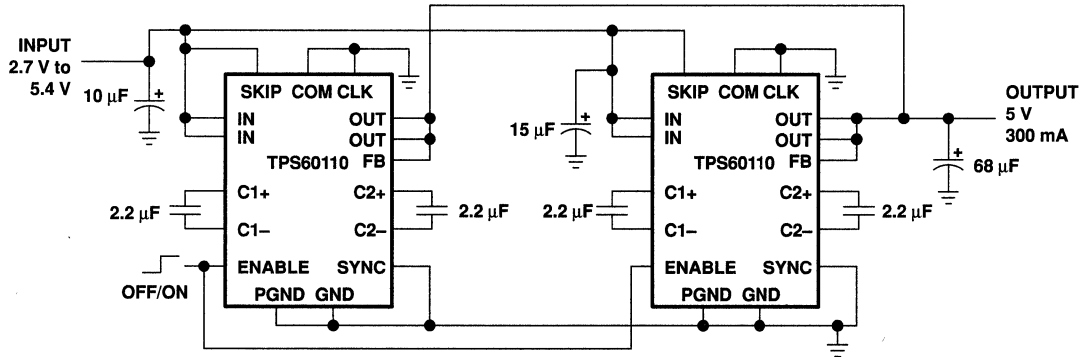 INPUT
2.7 V to
5.4 V
10 µF
+
SKIP COM CLK
IN
IN
OUT
OUT
TPS60110 FB
C1+
C2+
2.2 µF
2.2 µF
C1–
C2–
ENABLE SYNC
OFF/ON
PGND GND
15 µF
+
SKIP COM CLK
IN
IN
OUT
OUT
TPS60110 FB
C1+
C2+
2.2 µF
2.2 µF
C1–
C2–
ENABLE SYNC
PGND GND
OUTPUT
5 V
300 mA
+
68 µF